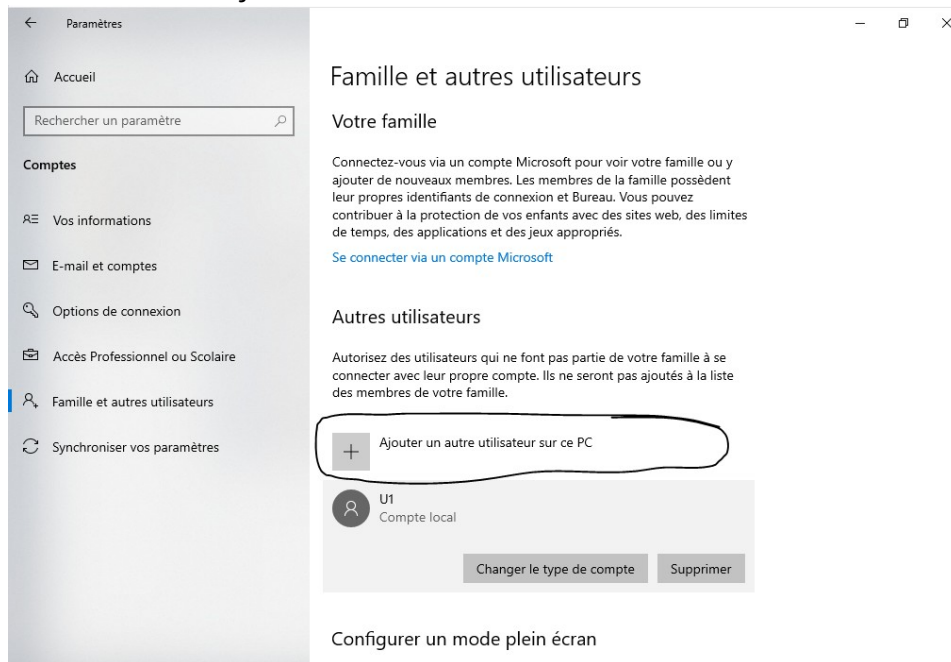 Paramètres
Accueil
Rechercher un paramètre
Comptes
Vos informations
E-mail et comptes
Options de connexion
Accès Professionnel ou Scolaire
Famille et autres utilisateurs
Synchroniser vos paramètres
Famille et autres utilisateurs
Votre famille
Connectez-vous via un compte Microsoft pour voir votre famille ou y
ajouter de nouveaux membres. Les membres de la famille possèdent
leur propres identifiants de connexion et Bureau. Vous pouvez
contribuer à la protection de vos enfants avec des sites web, des limites
de temps, des applications et des jeux appropriés.
Se connecter via un compte Microsoft
Autres utilisateurs
Autorisez des utilisateurs qui ne font pas partie de votre famille à se
connecter avec leur propre compte. Ils ne seront pas ajoutés à la liste
des membres de votre famille.
Ajouter un autre utilisateur sur ce PC
U1
Compte local
Changer le type de compte
Supprimer
Configurer un mode plein écran